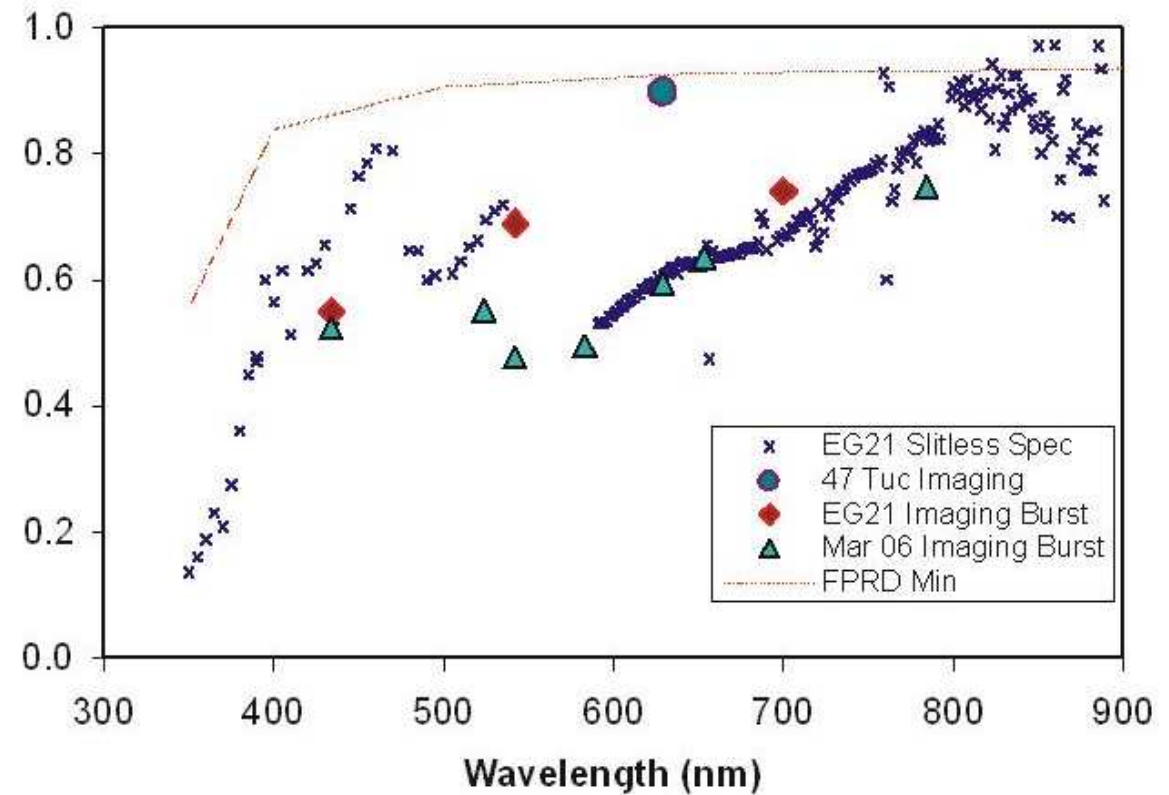 1.0
0.8
0.6
0.4
0.2
0.0
300 400 500 600 700 800 900
Wavelength (nm)
EG21 Slitless Spec
47 Tuc Imaging
EG21 Imaging Burst
Mar 06 Imaging Burst
FPRD Min